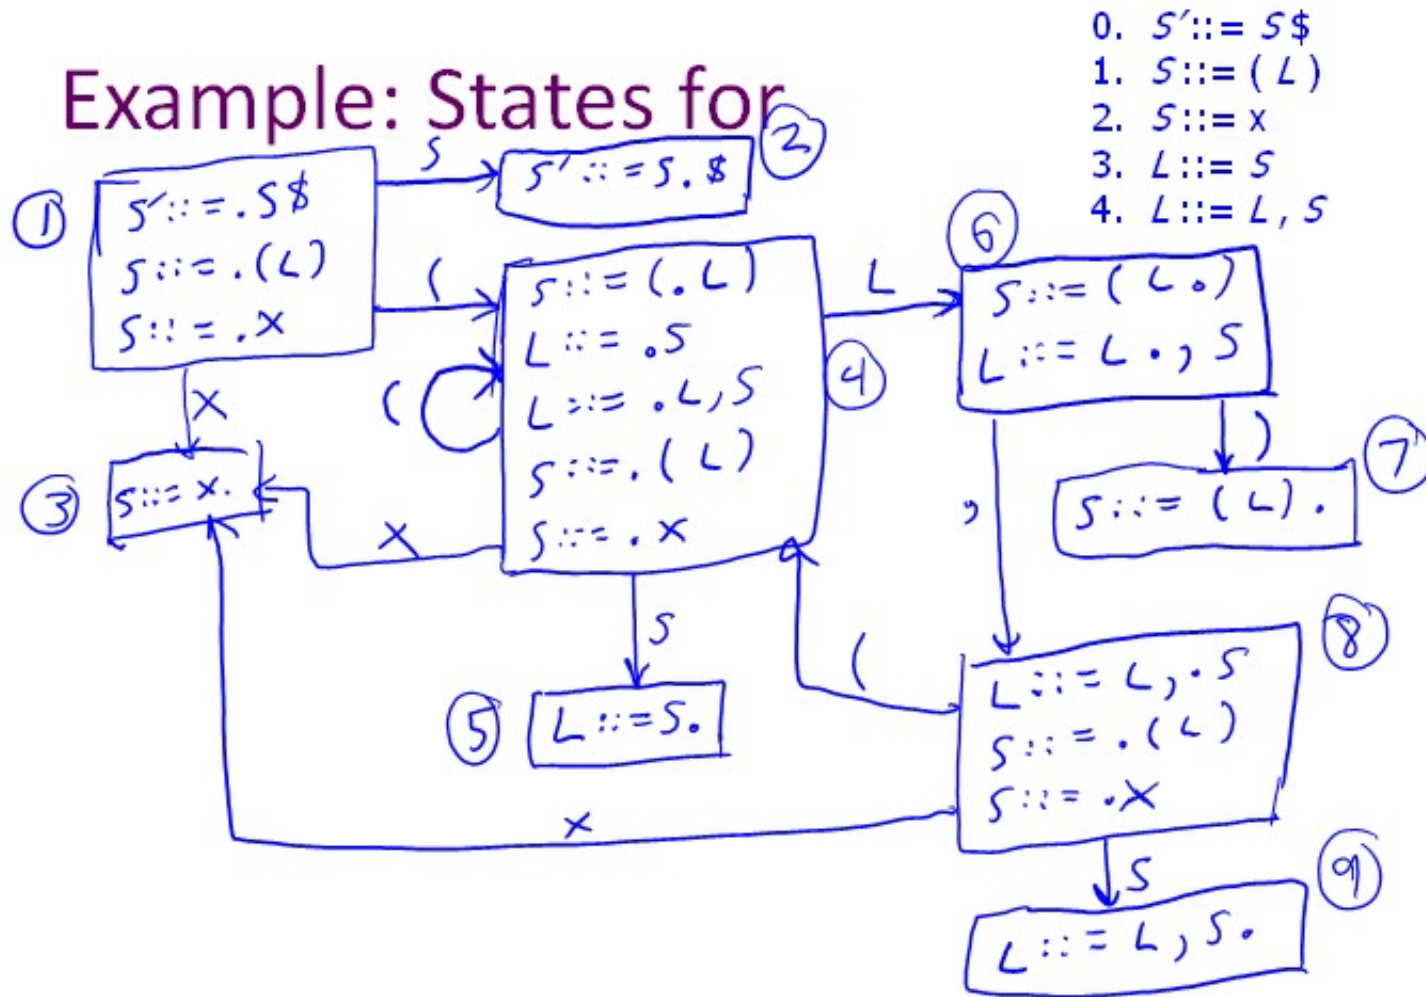 Example: States for
0. S' ::= S $
1. S ::= ( L )
2. S ::= x
3. L ::= S
4. L ::= L , S
①
S' ::= .S$
S ::= .(L)
S ::= .X
S
②
S' ::= S.$
(
X
③
S ::= X.
④
S ::= (.L)
L ::= .S
L ::= .L,S
S ::= .(L)
S ::= .X
(
X
L
⑥
S ::= (L.)
L ::= L.,S
)
⑦
S ::= (L).
,
S
⑤
L ::= S.
(
⑧
L ::= L,.S
S ::= .(L)
S ::= .X
X
S
⑨
L ::= L,S.